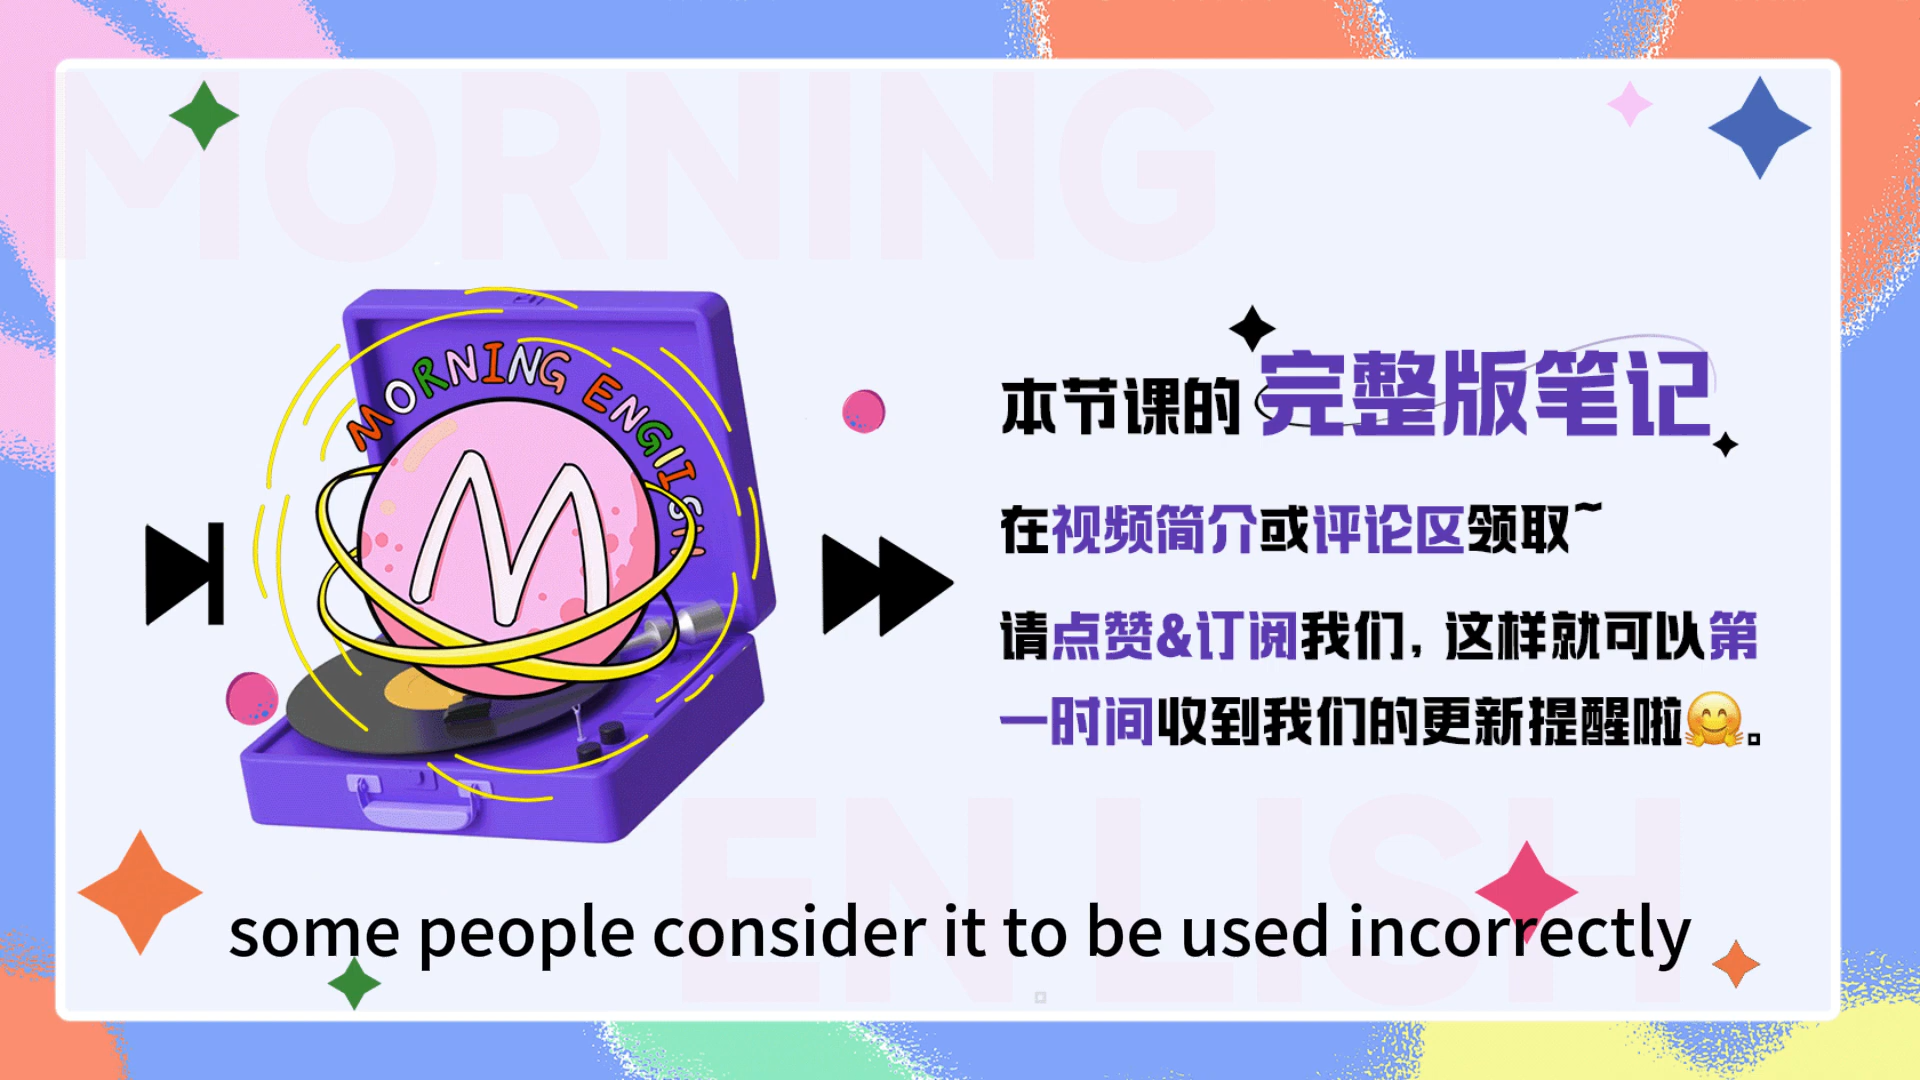 MORNING
MORNING ENGLISH
M
本节课的完整版笔记
在视频简介或评论区领取~
请点赞&订阅我们，这样就可以第
一时间收到我们的更新提醒啦🤗。
EN LISH
some people consider it to be used incorrectly